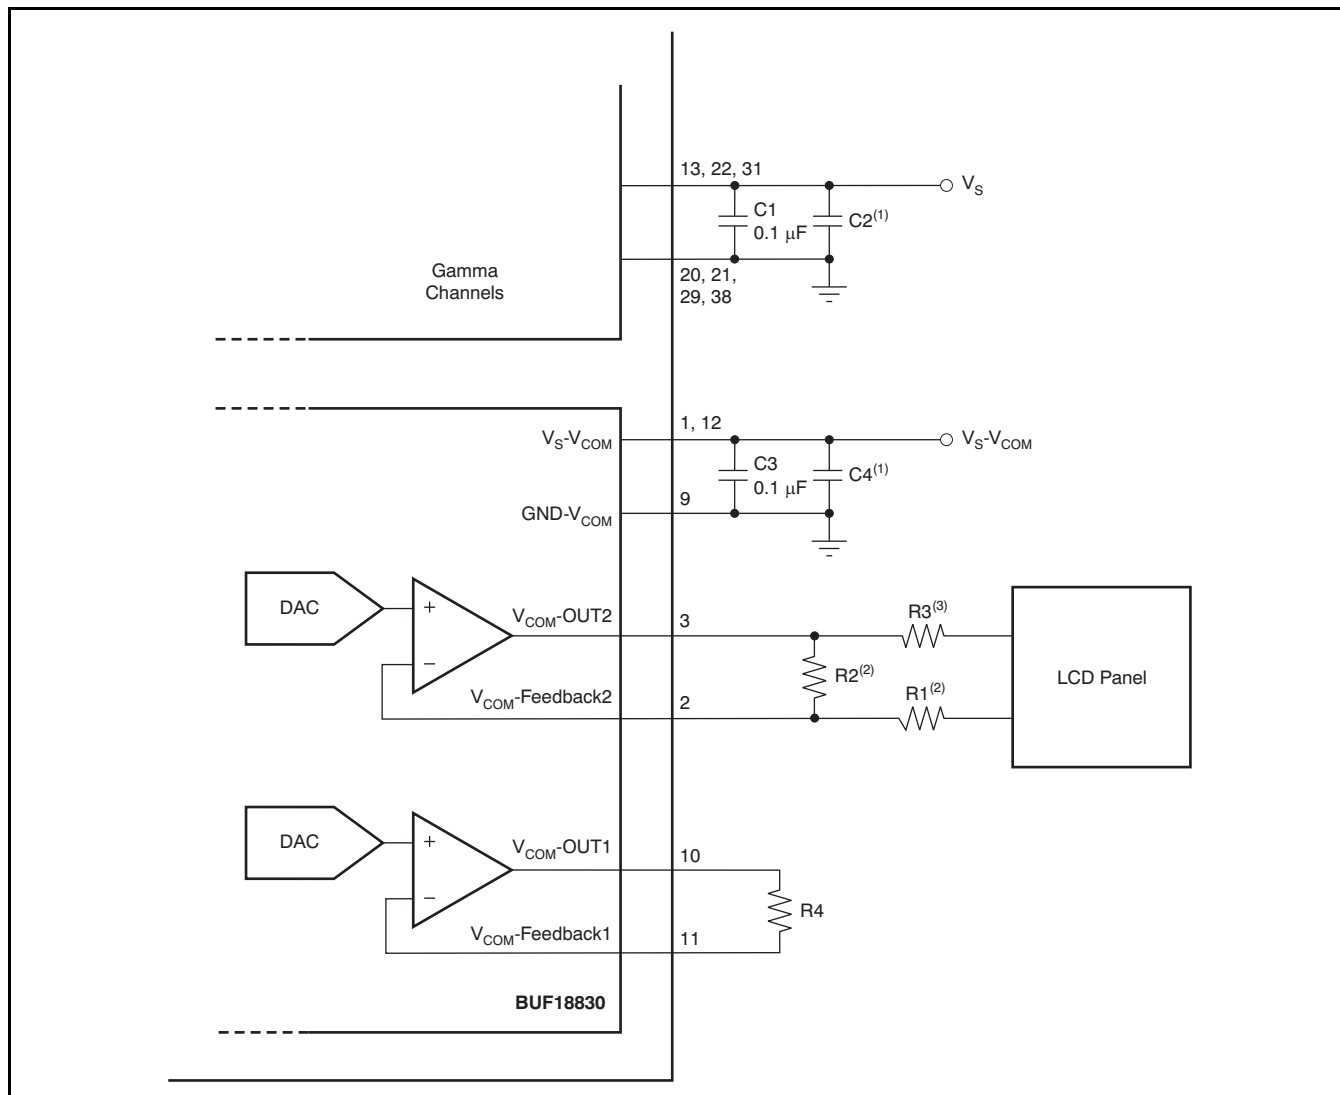 13, 22, 31
V_S
C1
0.1 μF
C2(1)
20, 21,
29, 38
Gamma
Channels
1, 12
V_S-V_COM
V_S-V_COM
C3
0.1 μF
C4(1)
9
GND-V_COM
DAC
+
−
V_COM-OUT2
3
R3(3)
R2(2)
LCD Panel
V_COM-Feedback2
2
R1(2)
DAC
+
−
V_COM-OUT1
10
R4
V_COM-Feedback1
11
BUF18830